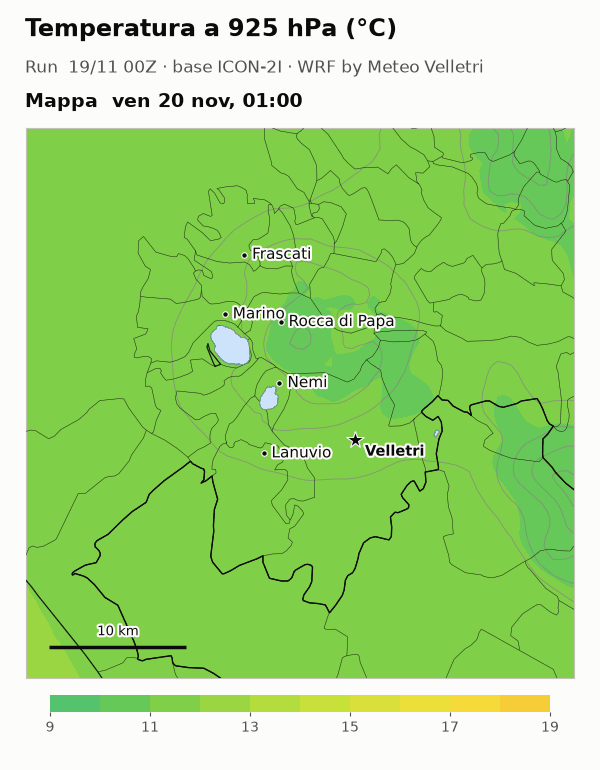 Temperatura a 925 hPa (°C)
Run  19/11 00Z · base ICON-2I · WRF by Meteo Velletri
Mappa  ven 20 nov, 01:00
Frascati
Marino
Rocca di Papa
Nemi
Velletri
Lanuvio
10 km
9 11 13 15 17 19